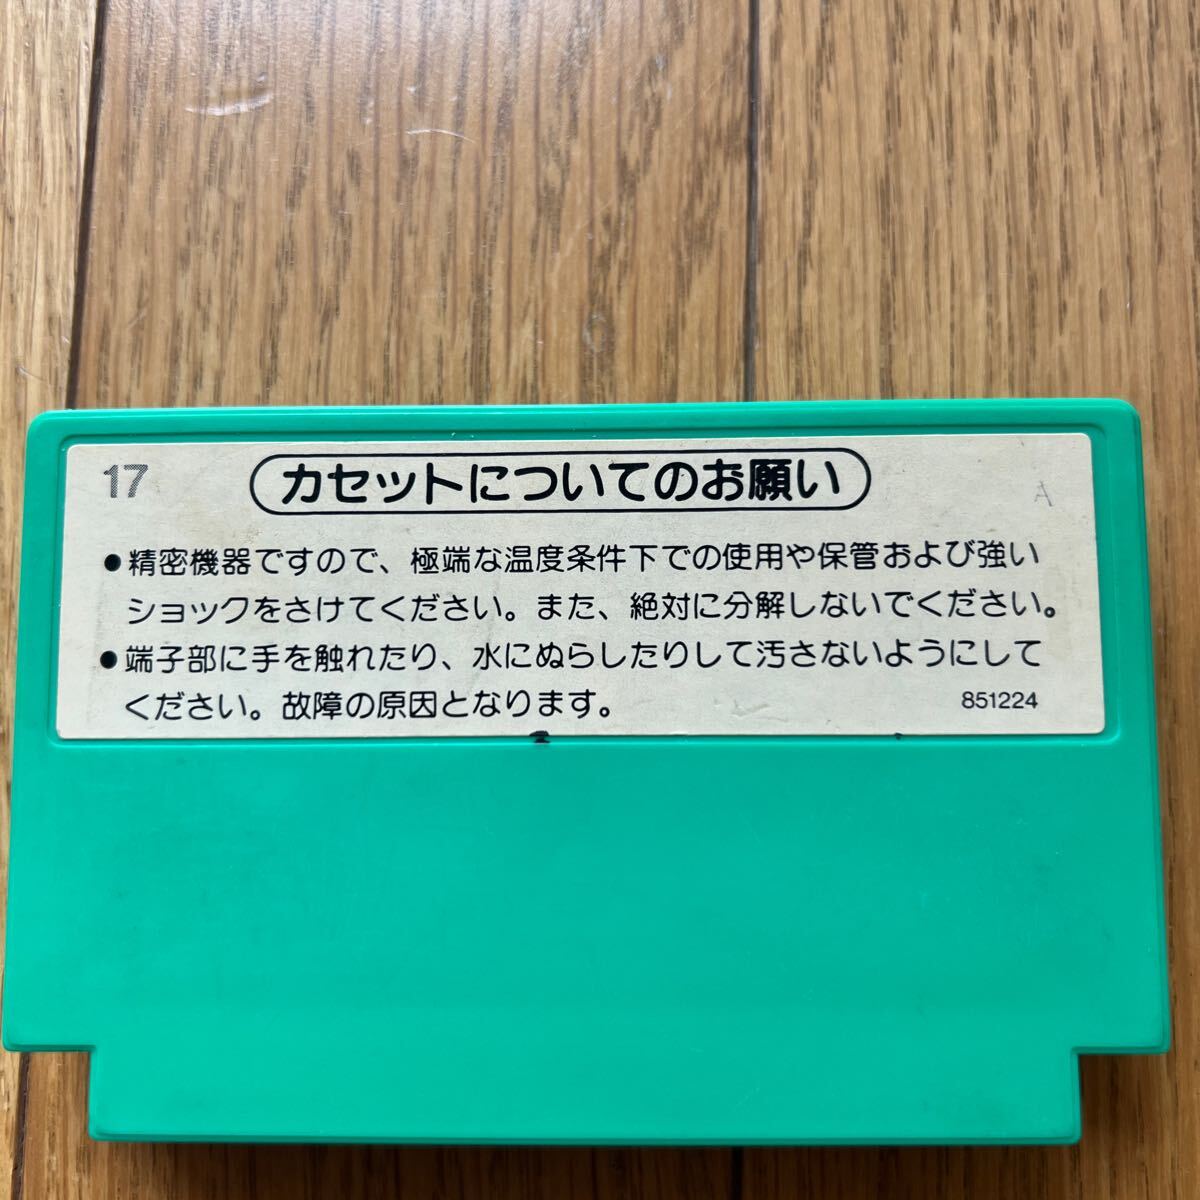 17
カセットについてのお願い
A
●精密機器ですので、極端な温度条件下での使用や保管および強い
ショックをさけてください。また、絶対に分解しないでください。
●端子部に手を触れたり、水にぬらしたりして汚さないようにして
ください。故障の原因となります。
851224